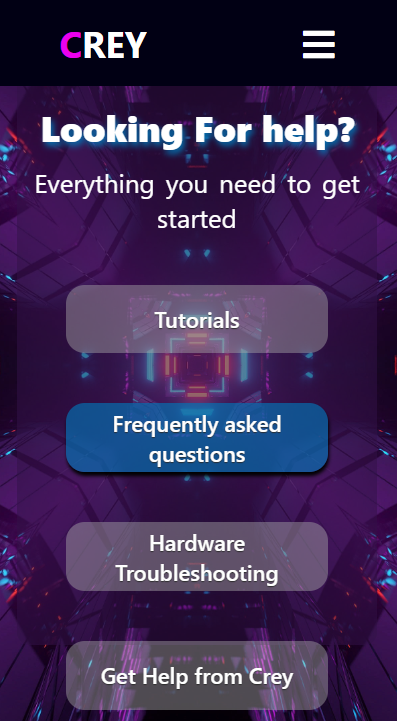 CREY
Looking For help?
Everything you need to get
started
Tutorials
Frequently asked
questions
Hardware
Troubleshooting
Get Help from Crey